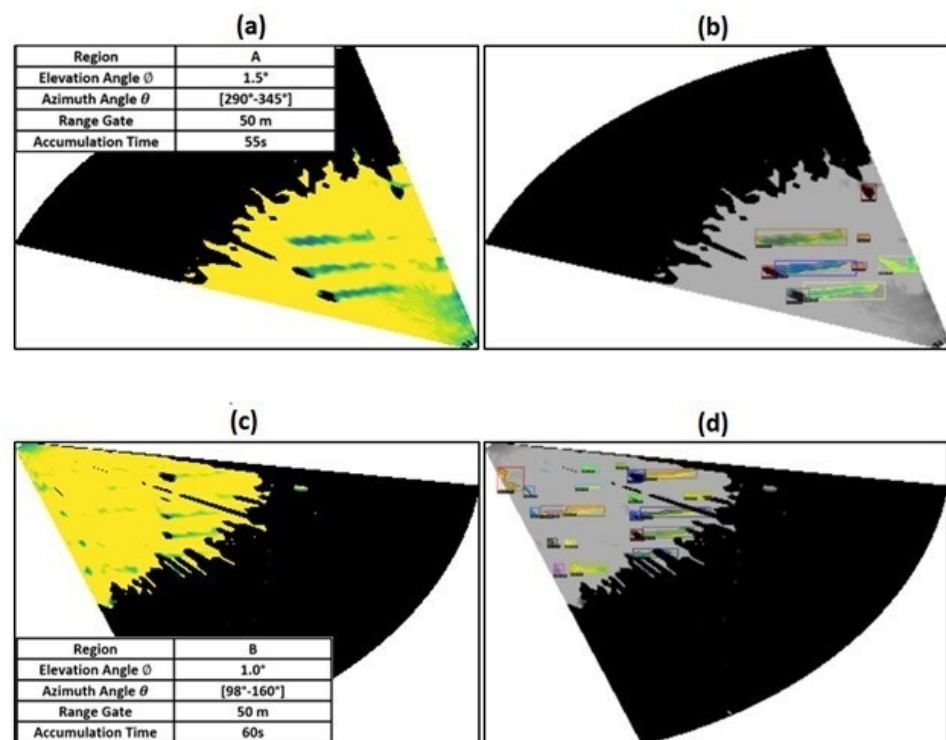 (a)
(b)
Region A
Elevation Angle ∅ 1.5°
Azimuth Angle θ [290°-345°]
Range Gate 50 m
Accumulation Time 55s
(c)
(d)
Region B
Elevation Angle ∅ 1.0°
Azimuth Angle θ [98°-160°]
Range Gate 50 m
Accumulation Time 60s